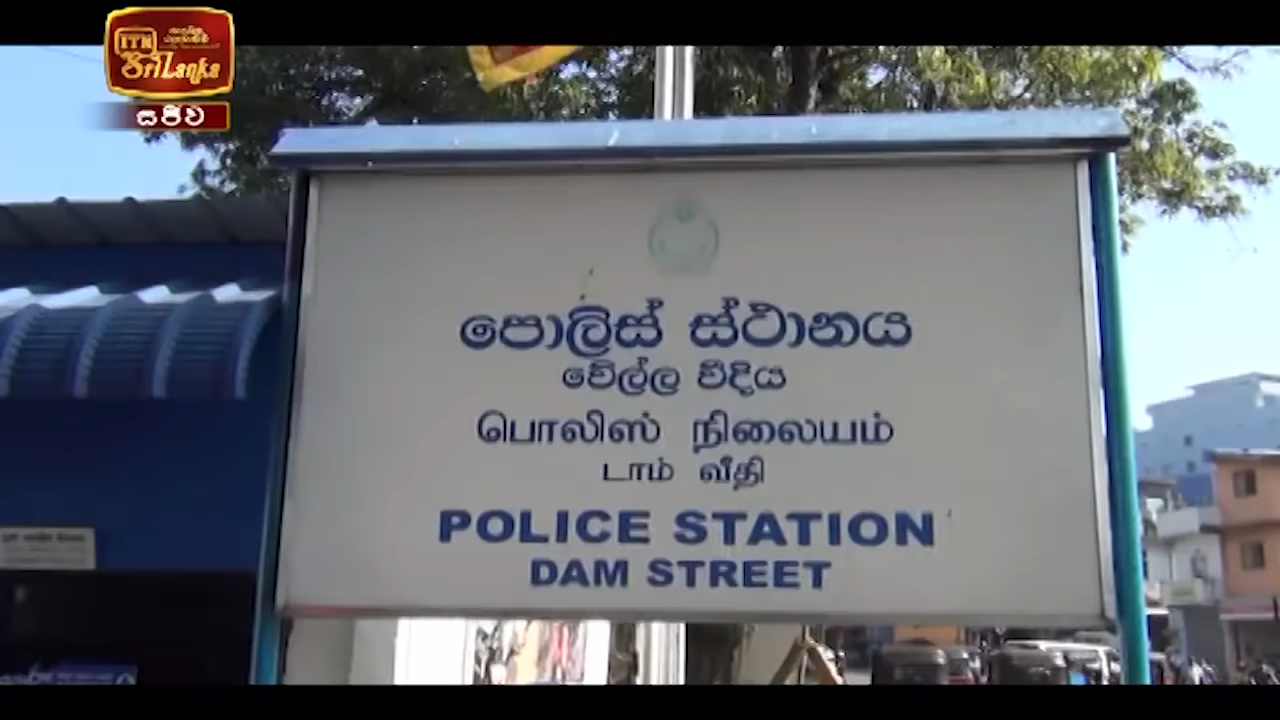 ITN
Sri Lanka
සජීව
පොලිස් ස්ථානය
වේල්ල වීදිය
பொலிஸ் நிலையம்
டாம் வீதி
POLICE STATION
DAM STREET